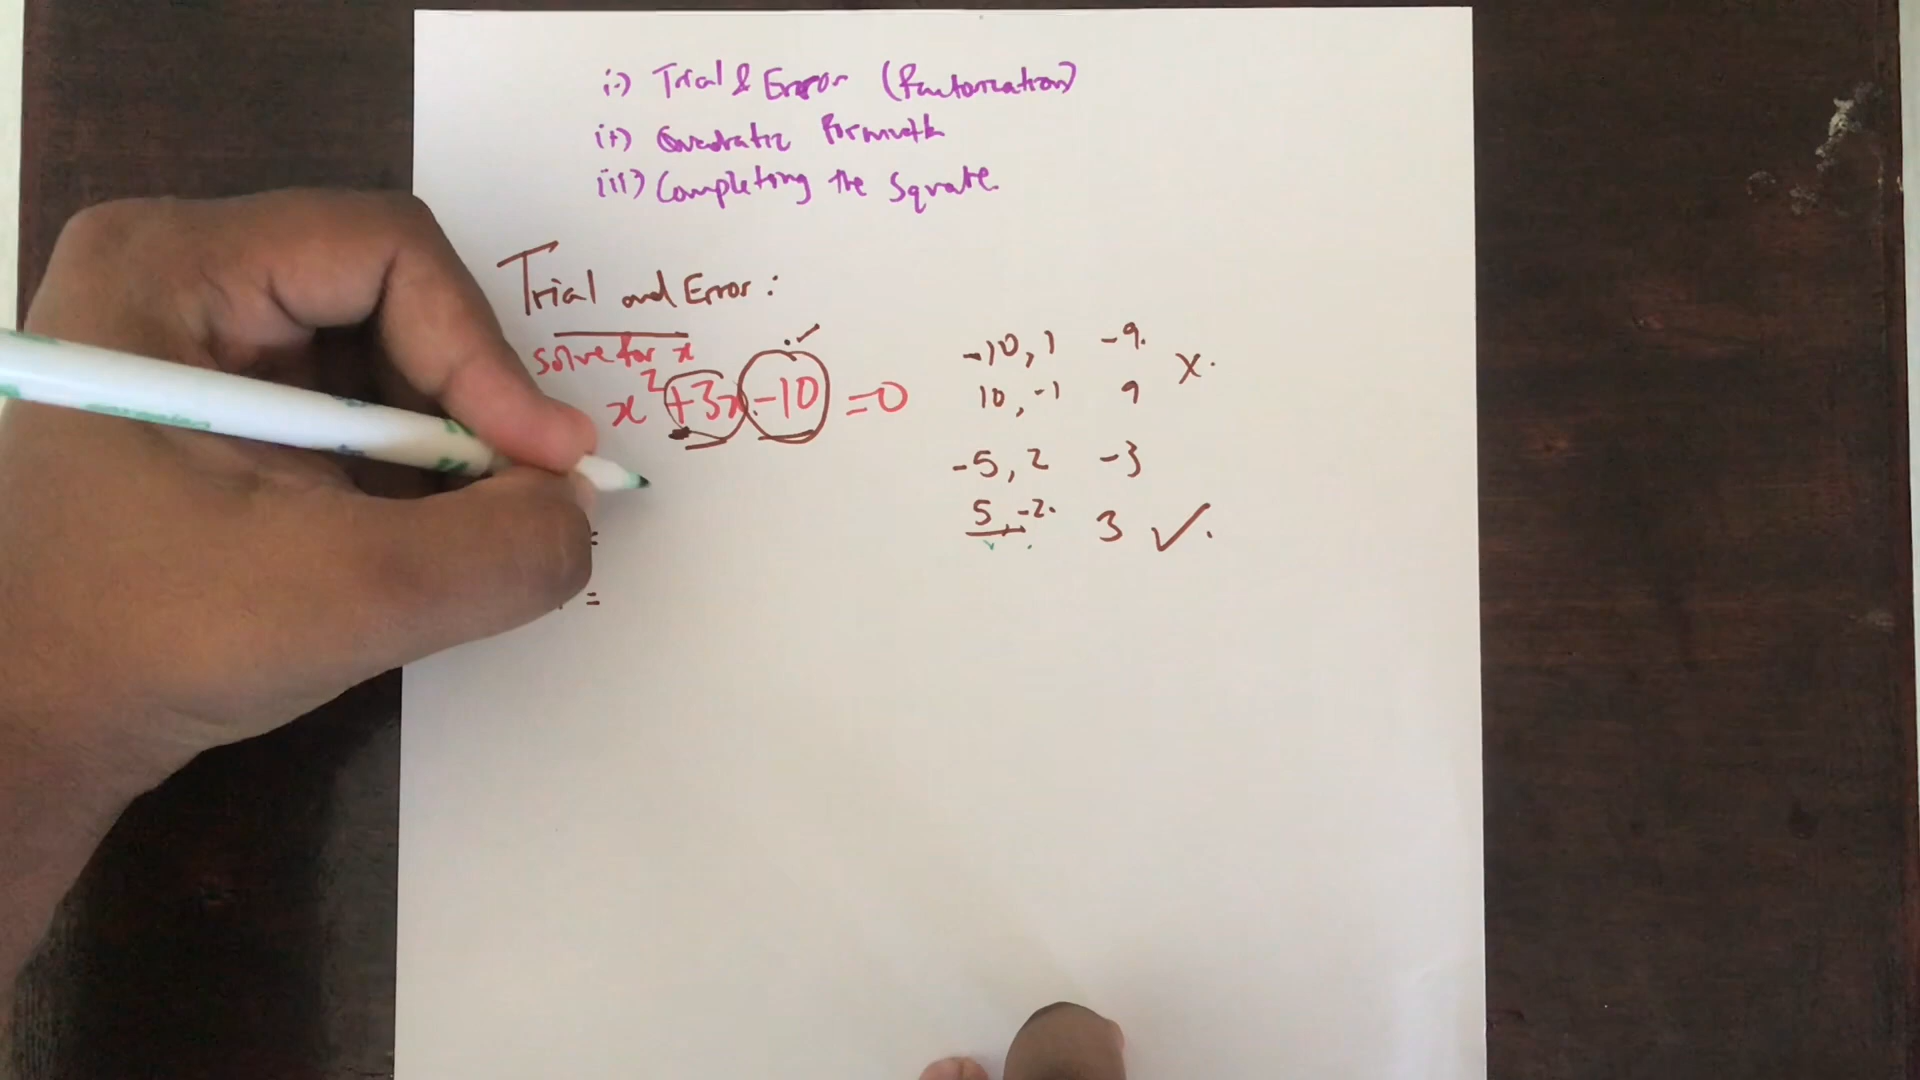 i.) Trial & Error (Factorization)
ii) Quadratic Formula
iii) Completing the Square.
Trial and Error:
Solve for x
x² +3x -10 =0
-10, 1 -9.
10, -1 9 X.
-5, 2 -3
5, -2. 3 ✓.
=
=